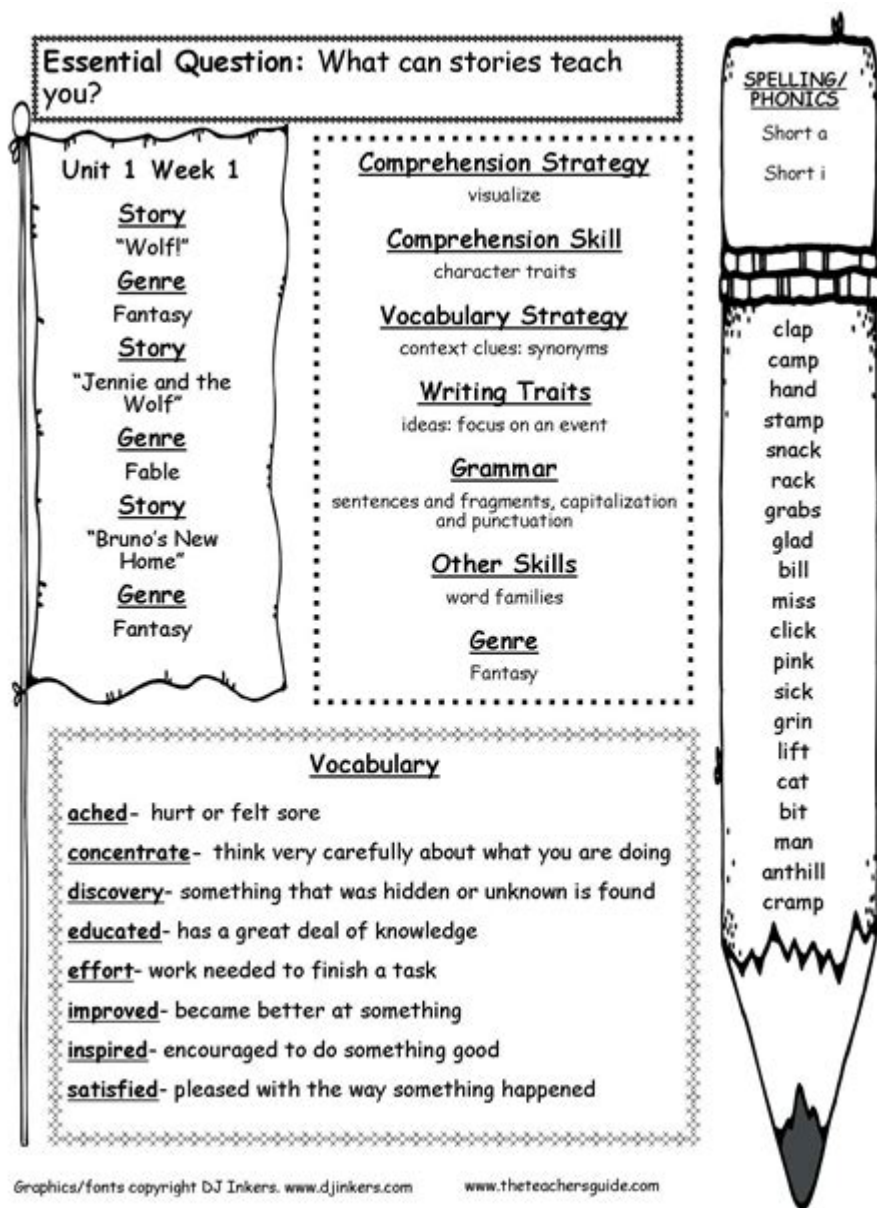 Essential Question: What can stories teach
you?
Unit 1 Week 1
Story
"Wolf!"
Genre
Fantasy
Story
"Jennie and the
Wolf"
Genre
Fable
Story
"Bruno's New
Home"
Genre
Fantasy
Comprehension Strategy
visualize
Comprehension Skill
character traits
Vocabulary Strategy
context clues: synonyms
Writing Traits
ideas: focus on an event
Grammar
sentences and fragments, capitalization
and punctuation
Other Skills
word families
Genre
Fantasy
SPELLING/
PHONICS
Short a
Short i
clap
camp
hand
stamp
snack
rack
grabs
glad
bill
miss
click
pink
sick
grin
lift
cat
bit
man
anthill
cramp
Vocabulary
ached- hurt or felt sore
concentrate- think very carefully about what you are doing
discovery- something that was hidden or unknown is found
educated- has a great deal of knowledge
effort- work needed to finish a task
improved- became better at something
inspired- encouraged to do something good
satisfied- pleased with the way something happened
Graphics/fonts copyright DJ Inkers. www.djinkers.com
www.theteachersguide.com